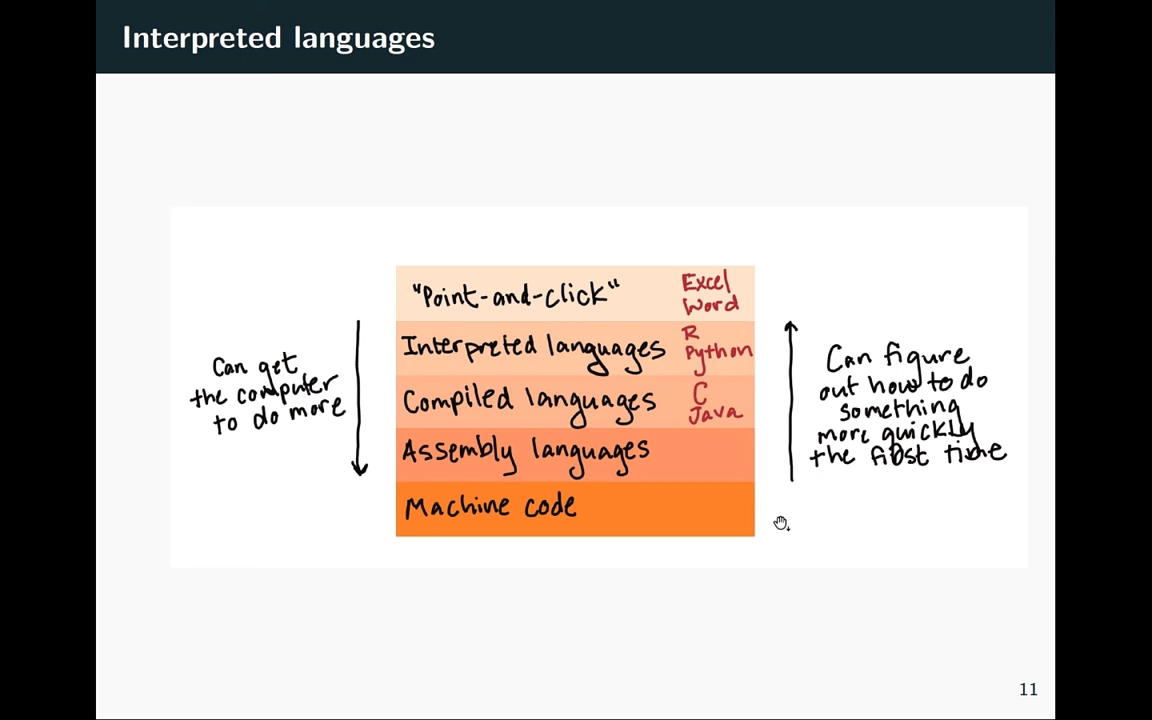 Interpreted languages
"Point-and-click"
Excel
Word
Interpreted languages
R
Python
Compiled languages
C
Java
Assembly languages
Machine code
Can get
the computer
to do more
Can figure
out how to do
something
more quickly
the first time
11